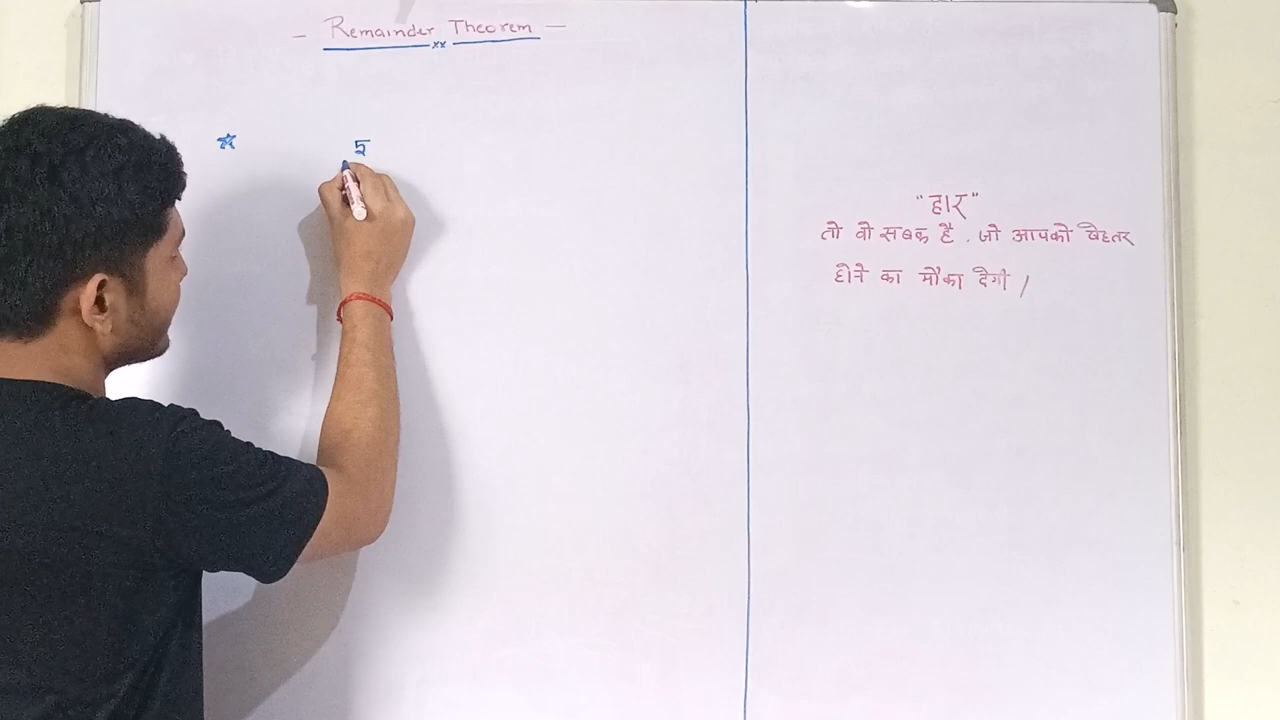 - Remainder Theorem -
5
"हार"
तो वो सबक है . जो आपको बेहतर
होने का मौका देगी /